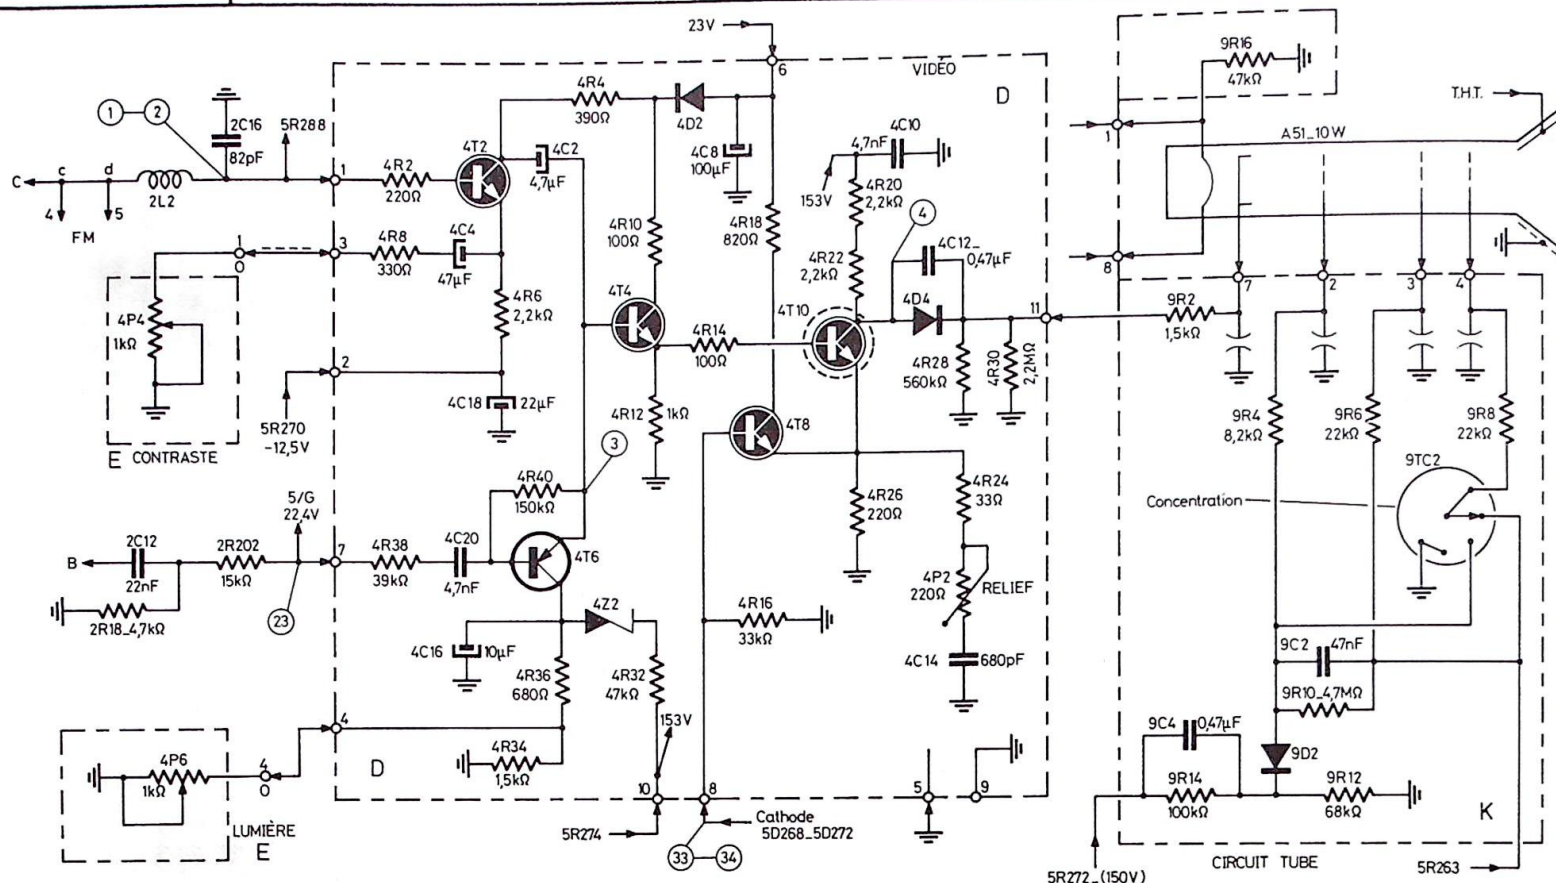 23V
6
VIDÉO
D
9R16
47kΩ
T.H.T.
1
A51_10W
8
1
2
2C16
82pF
5R288
C
c
d
4
5
2L2
FM
1
4R2
220Ω
4T2
4C2
4,7µF
4R4
390Ω
4D2
4C8
100µF
4,7nF
4C10
153V
4R20
2,2kΩ
4R18
820Ω
4R10
100Ω
4R22
2,2kΩ
4
4C12_
0,47µF
1
0
3
4R8
330Ω
4C4
47µF
4R6
2,2kΩ
4T4
4R14
100Ω
4T10
4D4
11
9R2
1,5kΩ
7
2
3
4
4P4
1kΩ
2
5R270
-12,5V
4C18
22µF
4R12
1kΩ
4T8
4R28
560kΩ
4R30
2,2MΩ
9R4
8,2kΩ
9R6
22kΩ
9R8
22kΩ
E CONTRASTE
3
4R40
150kΩ
4R26
220Ω
4R24
33Ω
9TC2
Concentration
5/G
22,4V
B
2C12
22nF
2R202
15kΩ
7
4R38
39kΩ
4C20
4,7nF
4T6
2R18_4,7kΩ
23
4P2
220Ω
RELIEF
4Z2
4R16
33kΩ
4C16
10µF
4R36
680Ω
4R32
47kΩ
4C14
680pF
9C2
47nF
9R10_4,7MΩ
4
153V
4R34
1,5kΩ
D
9C4
0,47µF
9D2
4P6
1kΩ
4
0
10
8
5
9
9R14
100kΩ
9R12
68kΩ
K
LUMIÈRE
E
5R274
Cathode
5D268_5D272
33
34
CIRCUIT TUBE
5R272_(150V)
5R263